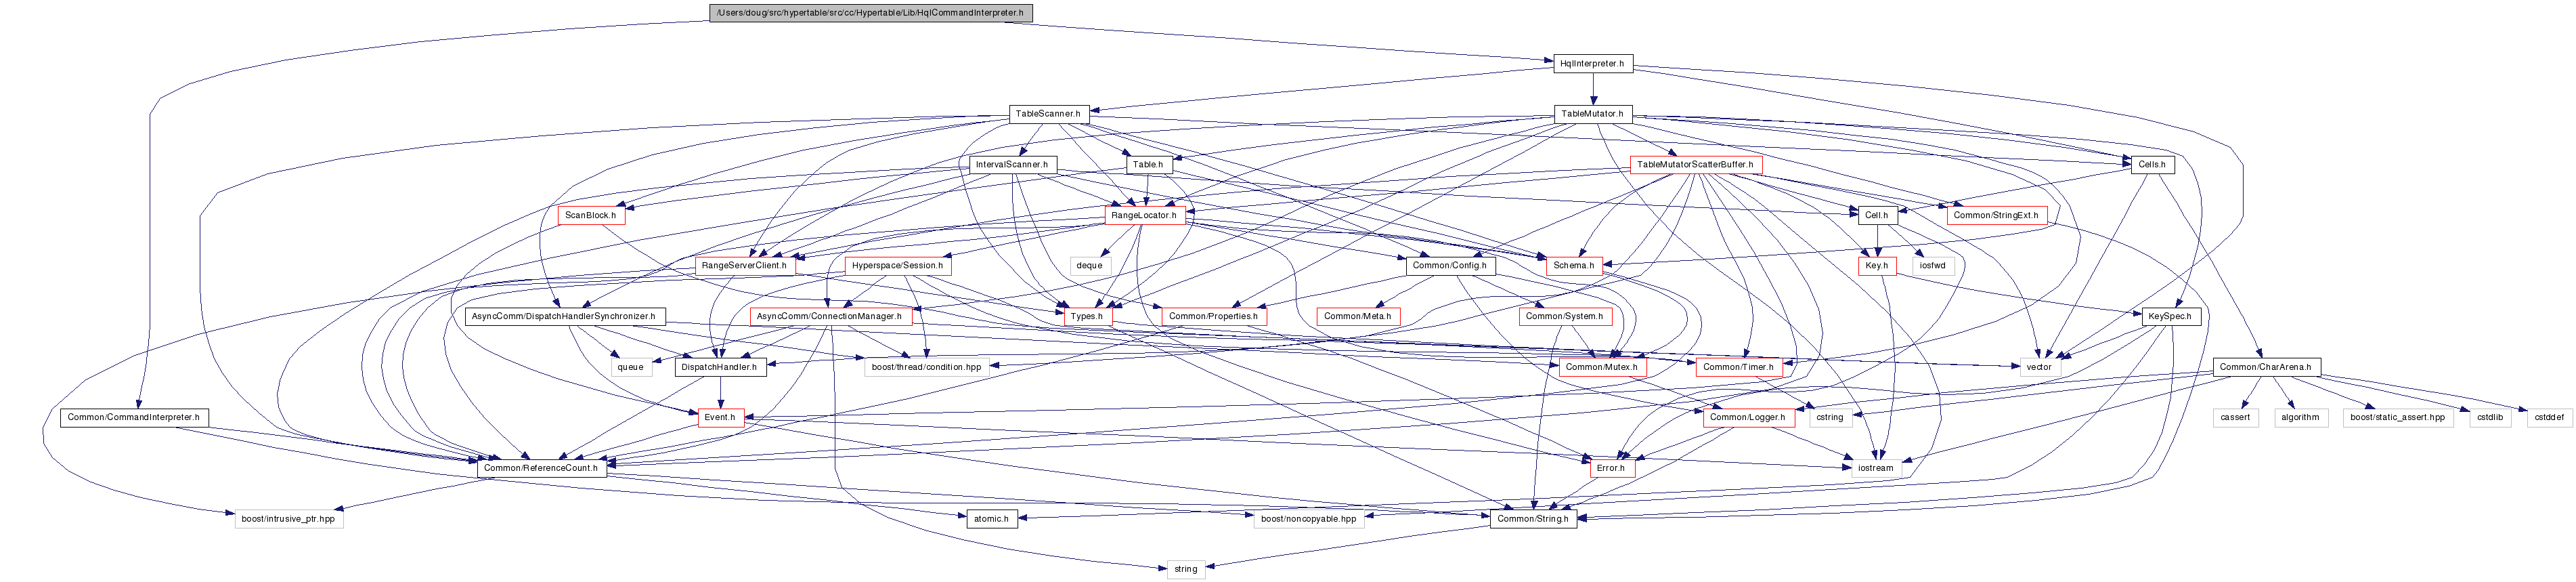 /Users/doug/src/hypertable/src/cc/Hypertable/Lib/HqlCommandInterpreter.h
HqlInterpreter.h
TableScanner.h
TableMutator.h
IntervalScanner.h
Table.h
TableMutatorScatterBuffer.h
Cells.h
ScanBlock.h
RangeLocator.h
Cell.h
Common/StringExt.h
RangeServerClient.h
Hyperspace/Session.h
deque
Common/Config.h
Schema.h
Key.h
iosfwd
AsyncComm/DispatchHandlerSynchronizer.h
AsyncComm/ConnectionManager.h
Types.h
Common/Properties.h
Common/Meta.h
Common/System.h
KeySpec.h
queue
DispatchHandler.h
boost/thread/condition.hpp
Common/Mutex.h
Common/Timer.h
vector
Common/CharArena.h
Common/CommandInterpreter.h
Event.h
Common/Logger.h
cstring
cassert
algorithm
boost/static_assert.hpp
cstdlib
cstddef
Common/ReferenceCount.h
Error.h
iostream
boost/intrusive_ptr.hpp
atomic.h
boost/noncopyable.hpp
Common/String.h
string